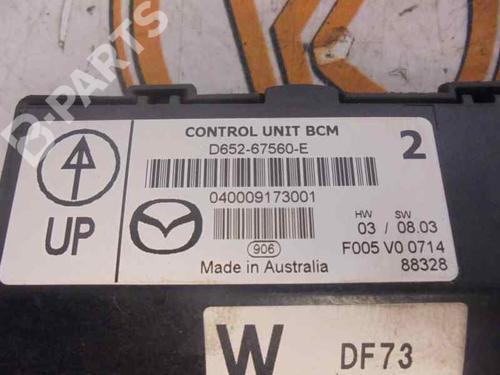 CONTROL UNIT BCM
D652-67560-E
2
040009173001
UP
HW SW
03 / 08.03
906
F005 V0 0714
Made in Australia
88328
W DF73